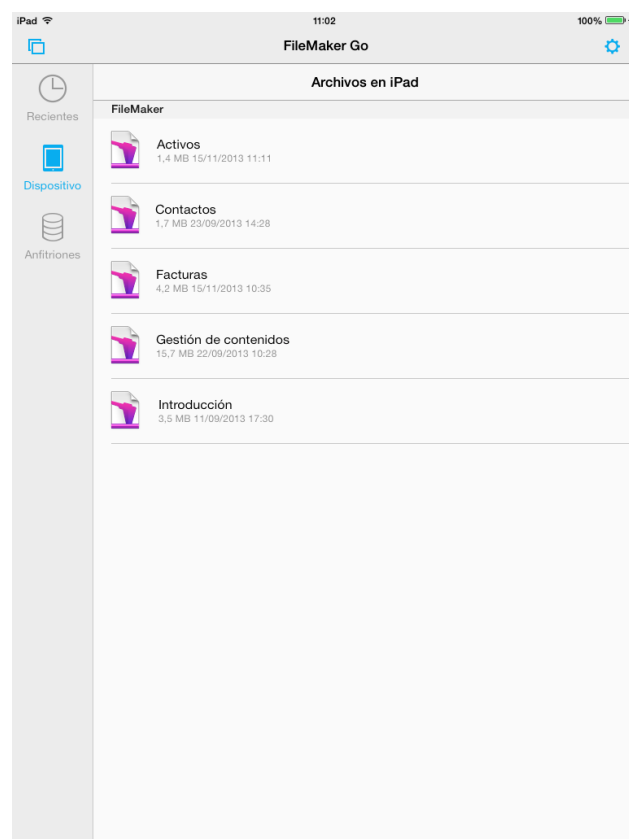 iPad 11:02 100%
FileMaker Go
Recientes
Dispositivo
Anfitriones
Archivos en iPad
FileMaker
Activos
1,4 MB 15/11/2013 11:11
Contactos
1,7 MB 23/09/2013 14:28
Facturas
4,2 MB 15/11/2013 10:35
Gestión de contenidos
15,7 MB 22/09/2013 10:28
Introducción
3,5 MB 11/09/2013 17:30